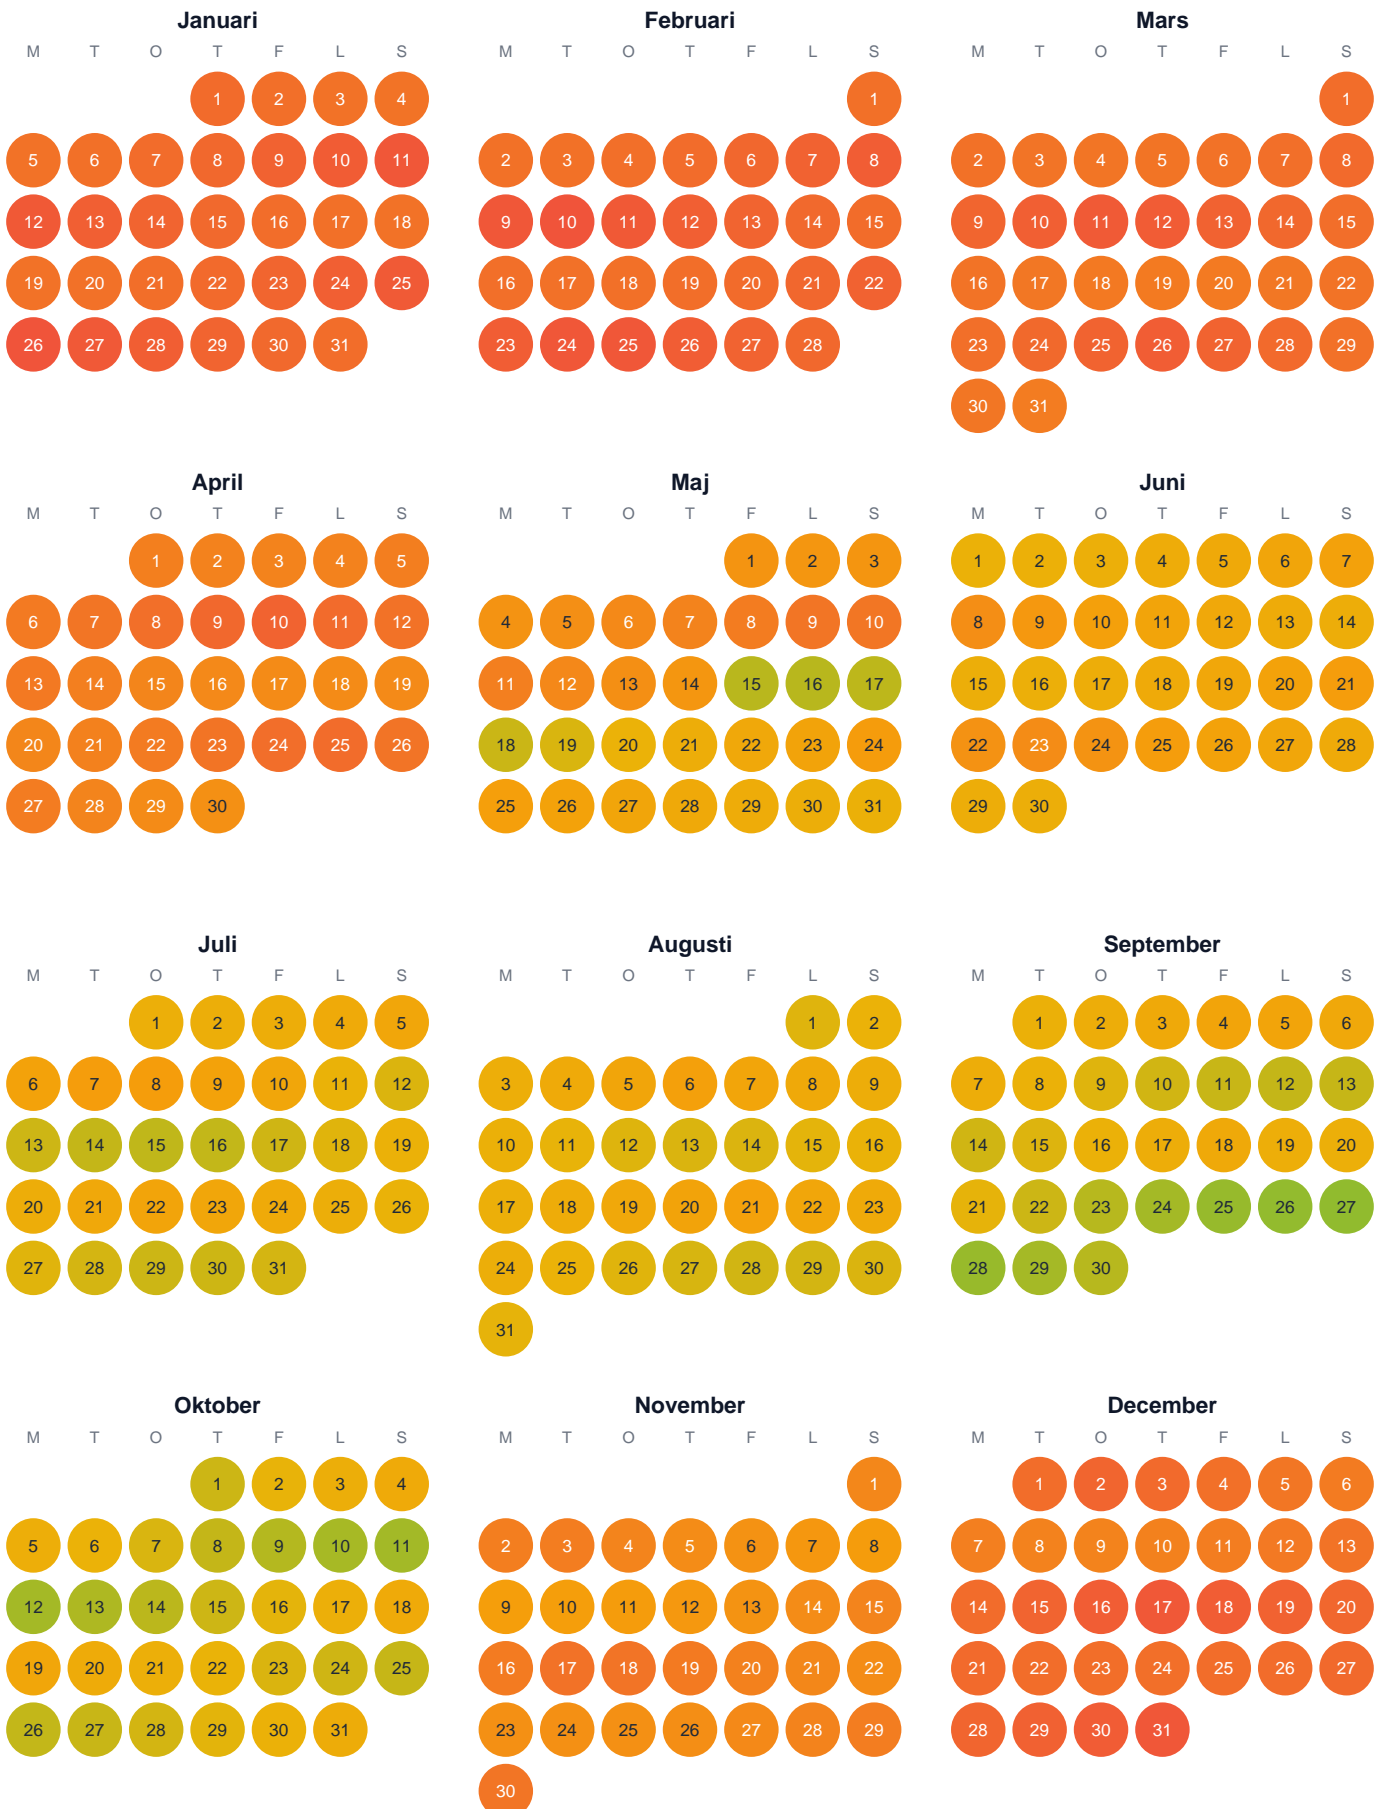 Januari Februari Mars
M T O T F L S M T O T F L S M T O T F L S
1 2 3 4 1 1
5 6 7 8 9 10 11 2 3 4 5 6 7 8 2 3 4 5 6 7 8
12 13 14 15 16 17 18 9 10 11 12 13 14 15 9 10 11 12 13 14 15
19 20 21 22 23 24 25 16 17 18 19 20 21 22 16 17 18 19 20 21 22
26 27 28 29 30 31 23 24 25 26 27 28 23 24 25 26 27 28 29
30 31
April Maj Juni
M T O T F L S M T O T F L S M T O T F L S
1 2 3 4 5 1 2 3 1 2 3 4 5 6 7
6 7 8 9 10 11 12 4 5 6 7 8 9 10 8 9 10 11 12 13 14
13 14 15 16 17 18 19 11 12 13 14 15 16 17 15 16 17 18 19 20 21
20 21 22 23 24 25 26 18 19 20 21 22 23 24 22 23 24 25 26 27 28
27 28 29 30 25 26 27 28 29 30 31 29 30
Juli Augusti September
M T O T F L S M T O T F L S M T O T F L S
1 2 3 4 5 1 2 1 2 3 4 5 6
6 7 8 9 10 11 12 3 4 5 6 7 8 9 7 8 9 10 11 12 13
13 14 15 16 17 18 19 10 11 12 13 14 15 16 14 15 16 17 18 19 20
20 21 22 23 24 25 26 17 18 19 20 21 22 23 21 22 23 24 25 26 27
27 28 29 30 31 24 25 26 27 28 29 30 28 29 30
31
Oktober November December
M T O T F L S M T O T F L S M T O T F L S
1 2 3 4 1 1 2 3 4 5 6
5 6 7 8 9 10 11 2 3 4 5 6 7 8 7 8 9 10 11 12 13
12 13 14 15 16 17 18 9 10 11 12 13 14 15 14 15 16 17 18 19 20
19 20 21 22 23 24 25 16 17 18 19 20 21 22 21 22 23 24 25 26 27
26 27 28 29 30 31 23 24 25 26 27 28 29 28 29 30 31
30